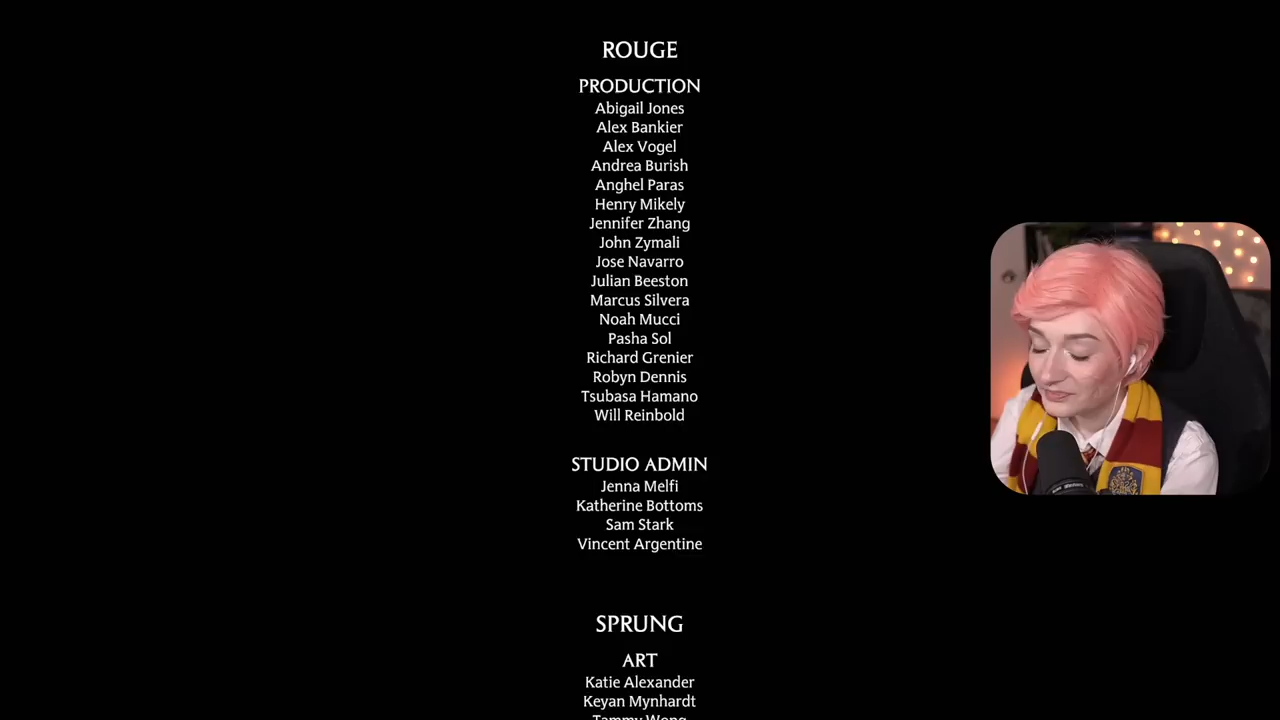 ROUGE
PRODUCTION
Abigail Jones
Alex Bankier
Alex Vogel
Andrea Burish
Anghel Paras
Henry Mikely
Jennifer Zhang
John Zymali
Jose Navarro
Julian Beeston
Marcus Silvera
Noah Mucci
Pasha Sol
Richard Grenier
Robyn Dennis
Tsubasa Hamano
Will Reinbold
STUDIO ADMIN
Jenna Melfi
Katherine Bottoms
Sam Stark
Vincent Argentine
SPRUNG
ART
Katie Alexander
Keyan Mynhardt
Tammy Wong